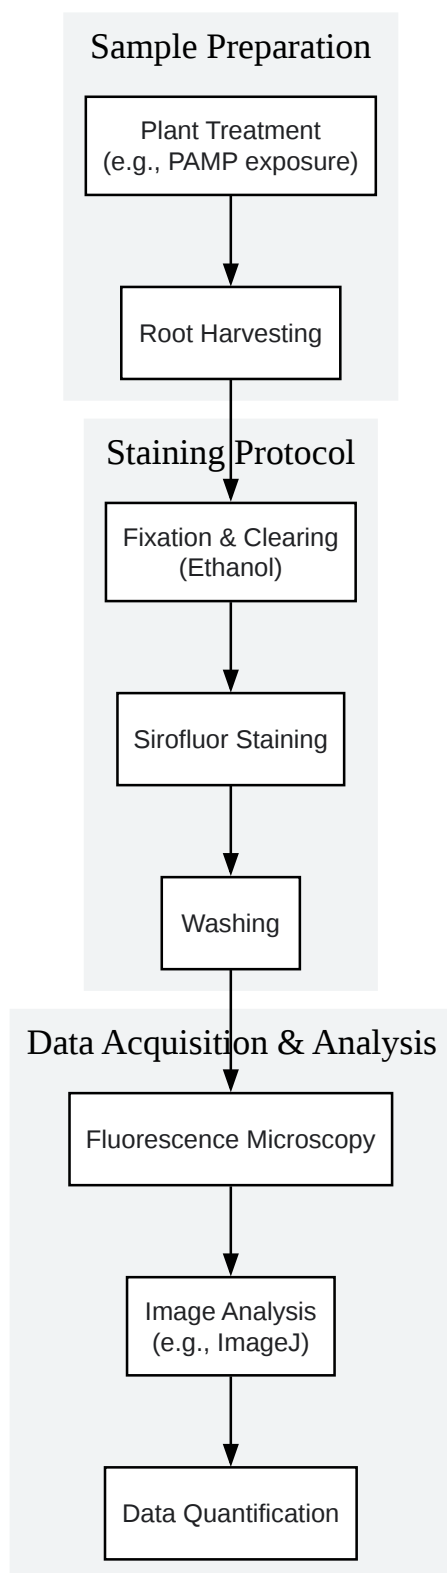 Sample Preparation
Plant Treatment
(e.g., PAMP exposure)
Root Harvesting
Staining Protocol
Fixation & Clearing
(Ethanol)
Sirofluor Staining
Washing
Data Acquisition & Analysis
Fluorescence Microscopy
Image Analysis
(e.g., ImageJ)
Data Quantification